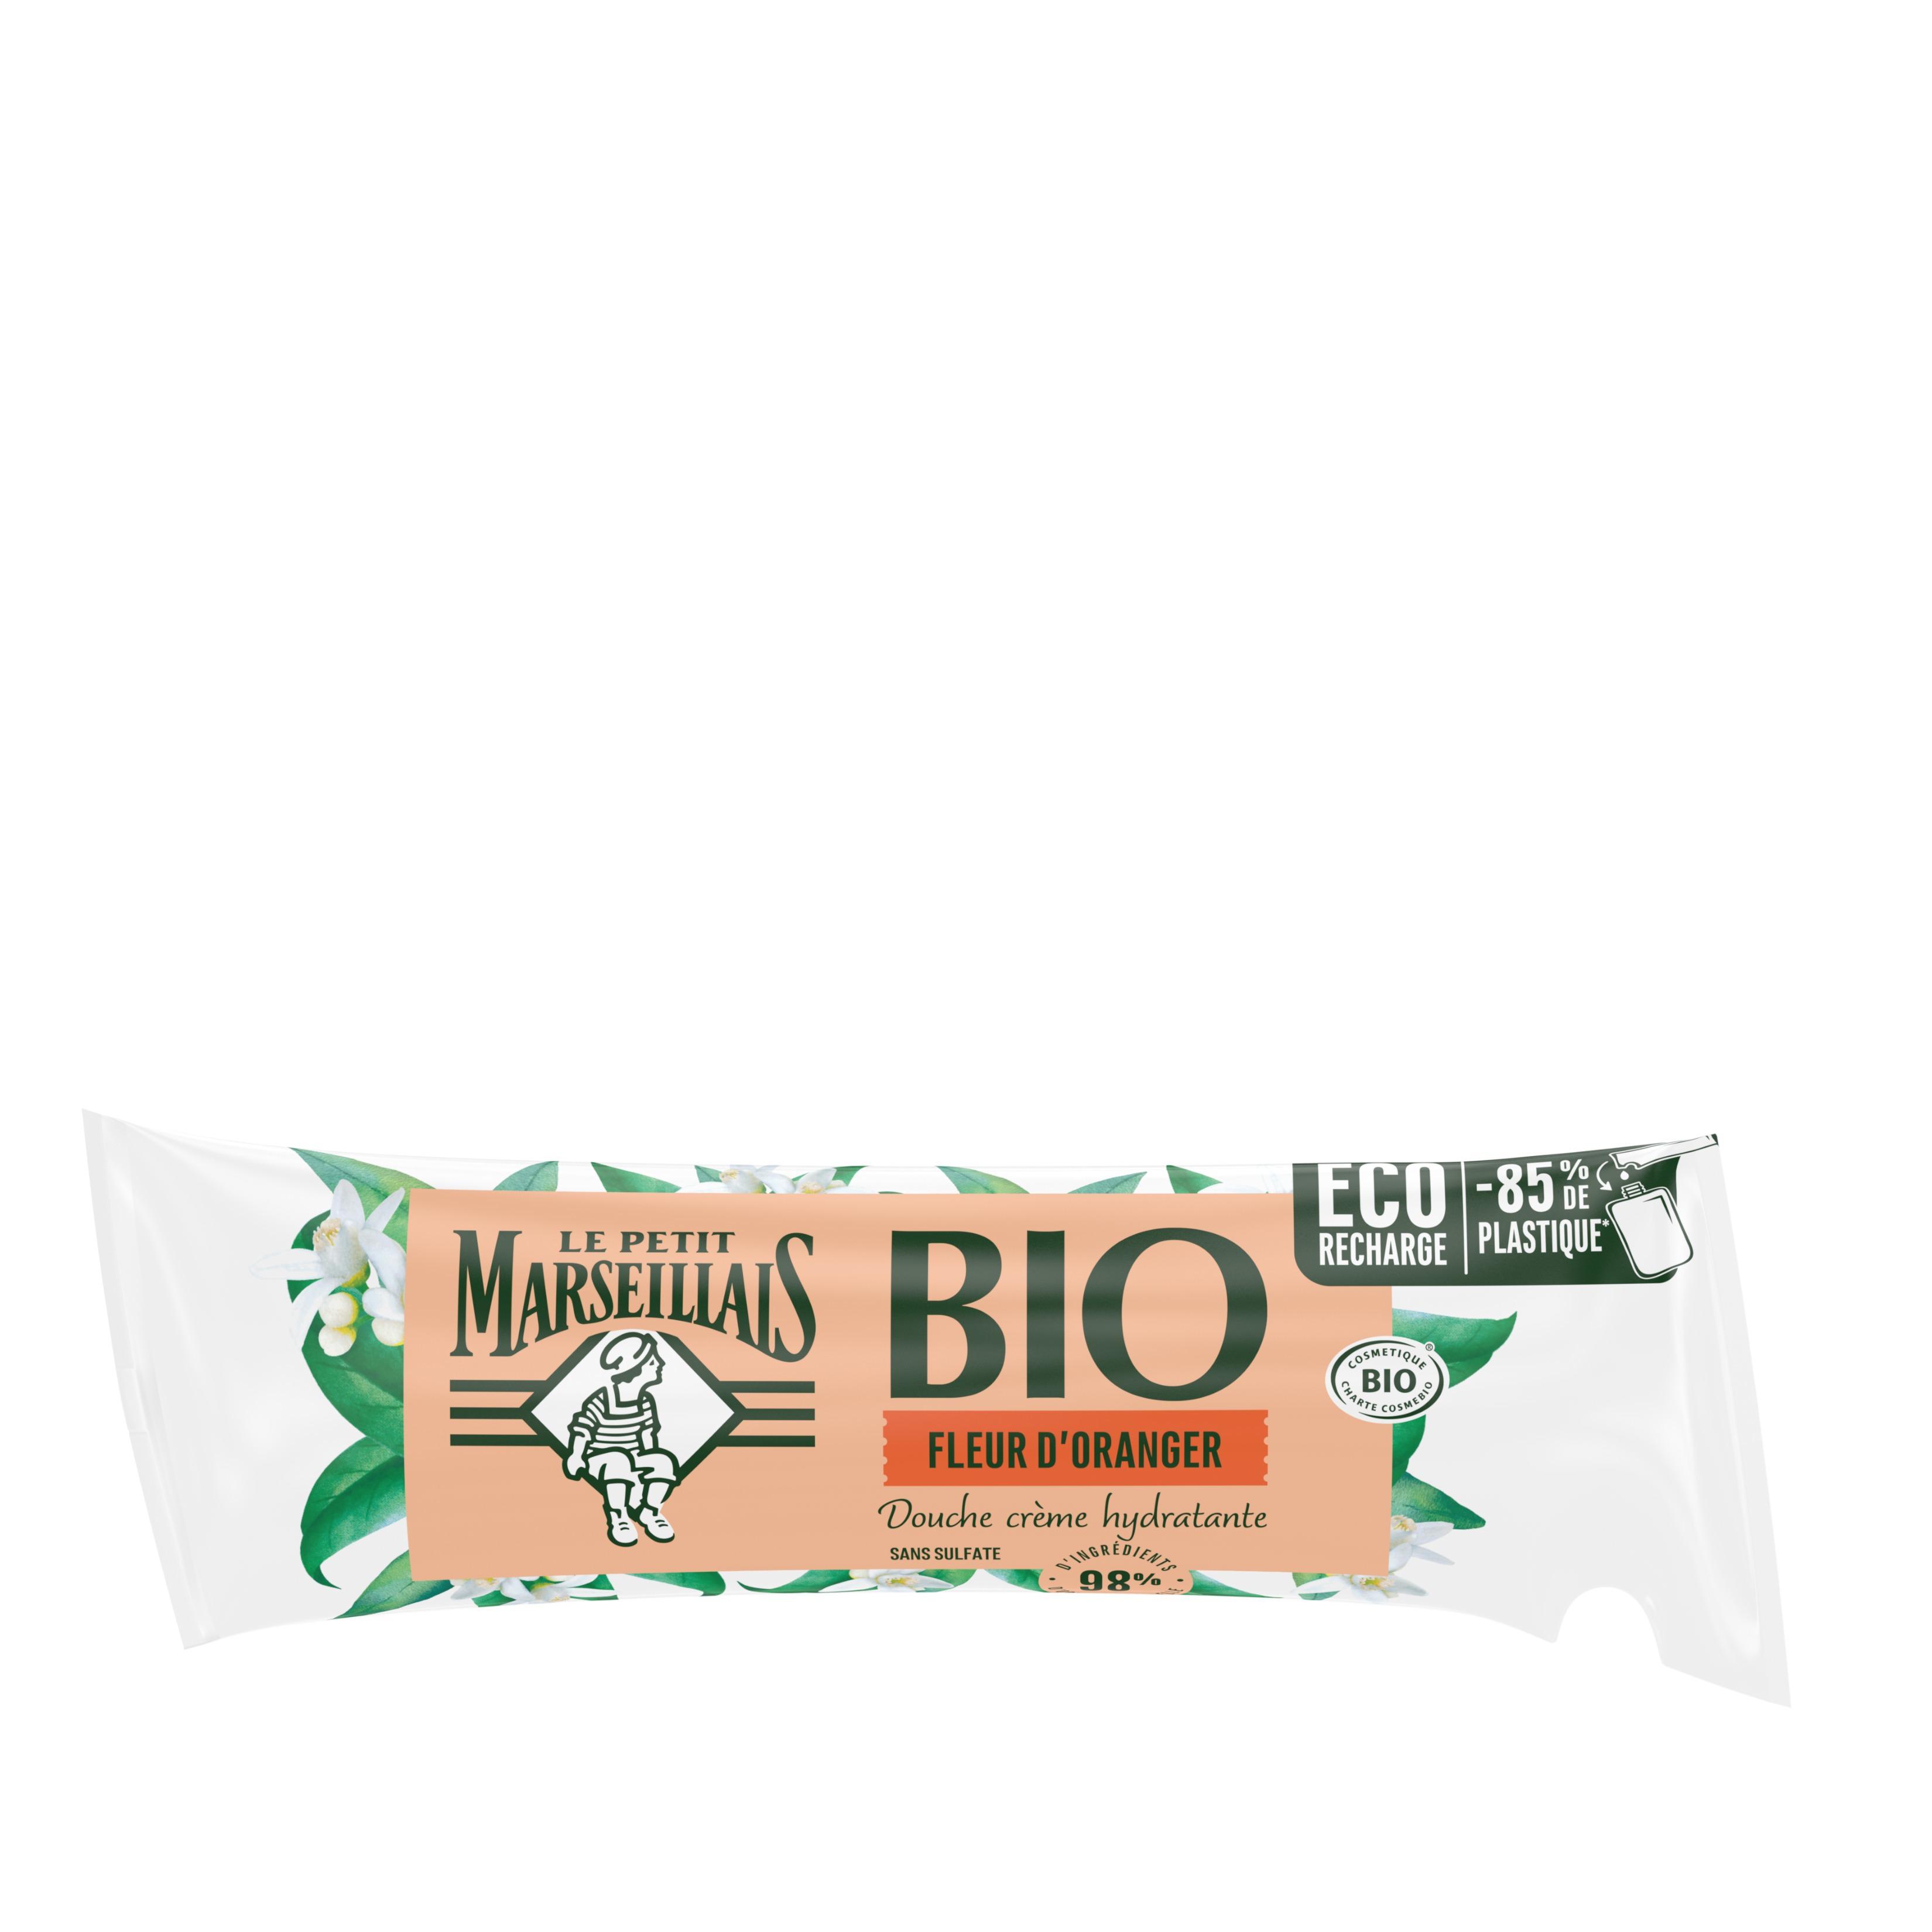 LE PETIT
MARSEILLAIS
BIO
FLEUR D'ORANGER
Douche crème hydratante
SANS SULFATE
D'INGRÉDIENTS
98%
ECO
RECHARGE
-85% DE
PLASTIQUE*
COSMETIQUE
BIO
CHARTE COSMEBIO
®